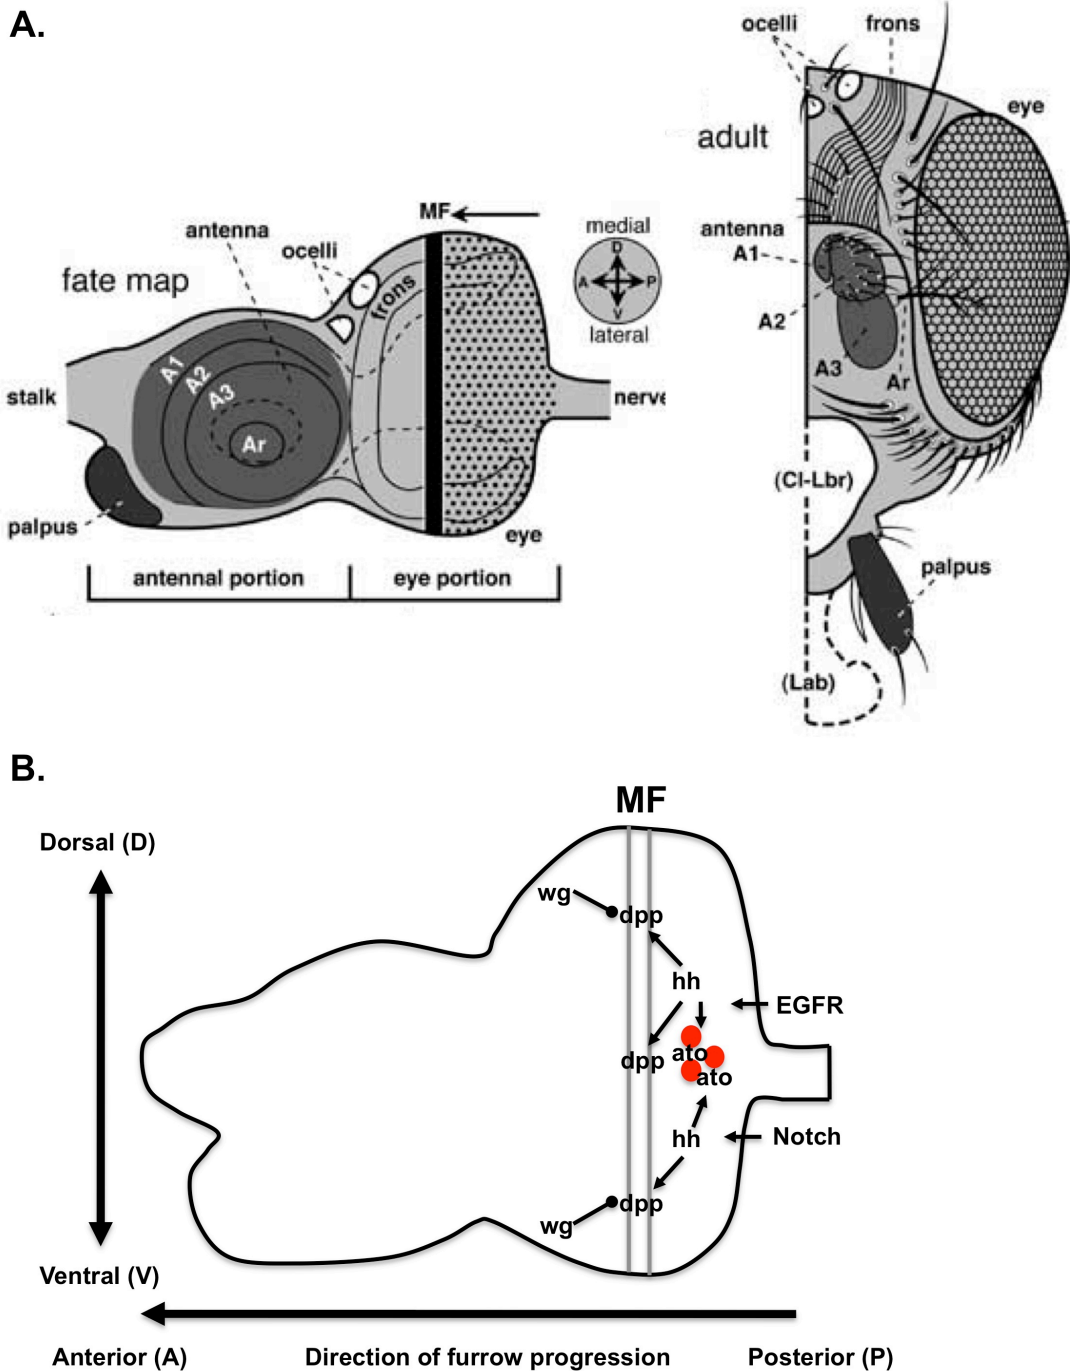 A.
ocelli
frons
eye
adult
antenna
A1
A2
A3
Ar
(Cl-Lbr)
palpus
(Lab)
MF
antenna
ocelli
fate map
frons
medial
D
A
P
V
lateral
A1
A2
A3
Ar
stalk
nerve
palpus
eye
antennal portion
eye portion
B.
MF
Dorsal (D)
wg
dpp
hh
EGFR
dpp
ato
ato
hh
Notch
dpp
wg
Ventral (V)
Anterior (A)
Direction of furrow progression
Posterior (P)